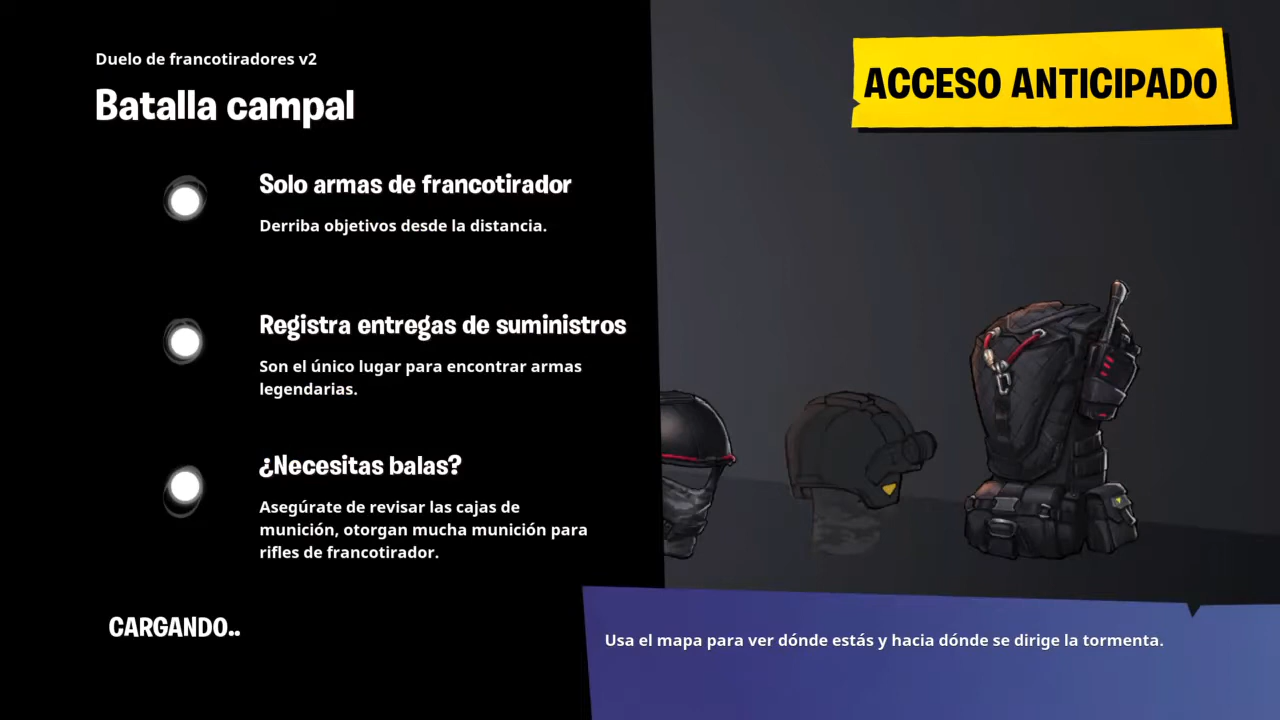 Duelo de francotiradores v2
Batalla campal
ACCESO ANTICIPADO
Solo armas de francotirador
Derriba objetivos desde la distancia.
Registra entregas de suministros
Son el único lugar para encontrar armas
legendarias.
¿Necesitas balas?
Asegúrate de revisar las cajas de
munición, otorgan mucha munición para
rifles de francotirador.
CARGANDO..
Usa el mapa para ver dónde estás y hacia dónde se dirige la tormenta.